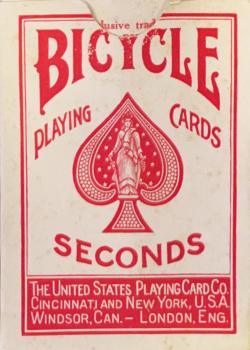 BICYCLE
PLAYING CARDS
SECONDS
THE UNITED STATES PLAYING CARD CO.
CINCINNATI AND NEW YORK, U.S.A.
WINDSOR, CAN. – LONDON, ENG.